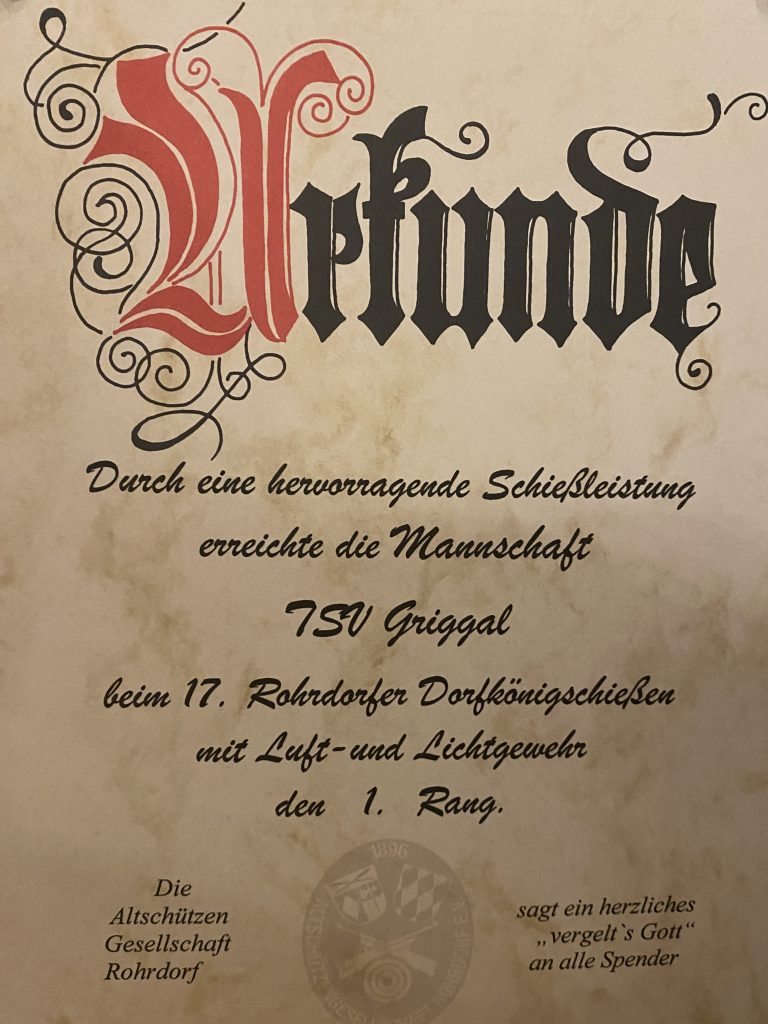 Urkunde
Durch eine hervorragende Schießleistung
erreichte die Mannschaft
TSV Griggal
beim 17. Rohrdorfer Dorfkönigschießen
mit Luft-und Lichtgewehr
den 1. Rang.
Die
Altschützen
Gesellschaft
Rohrdorf
1896
sagt ein herzliches
„vergelt`s Gott“
an alle Spender